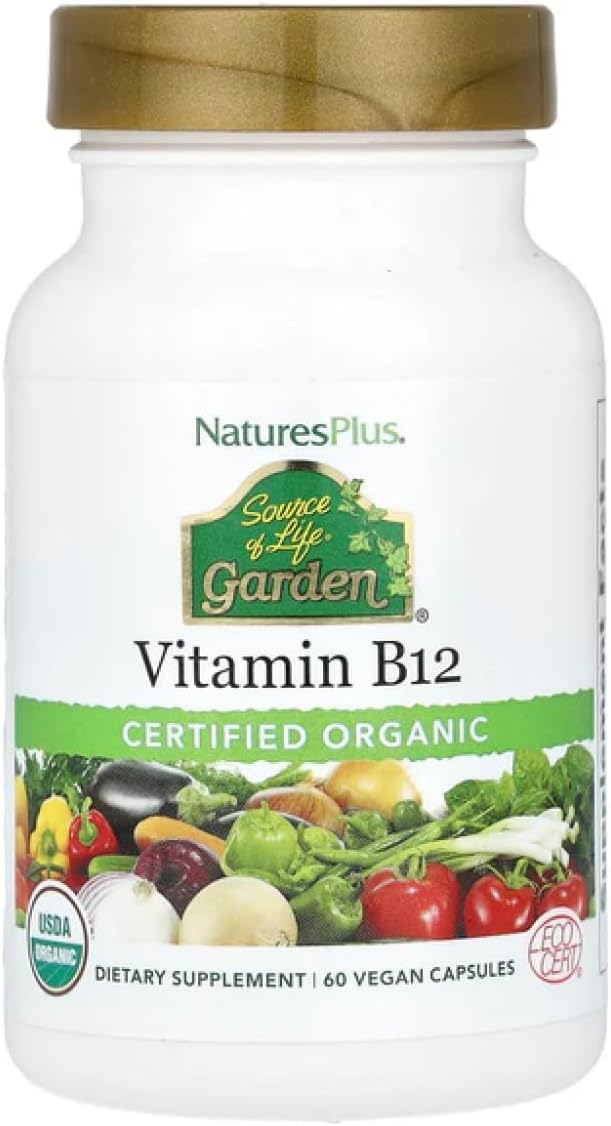 NaturesPlus®
Source
of Life®
Garden®
Vitamin B12
CERTIFIED ORGANIC
USDA
ORGANIC
DIETARY SUPPLEMENT | 60 VEGAN CAPSULES
ECO
CERT®